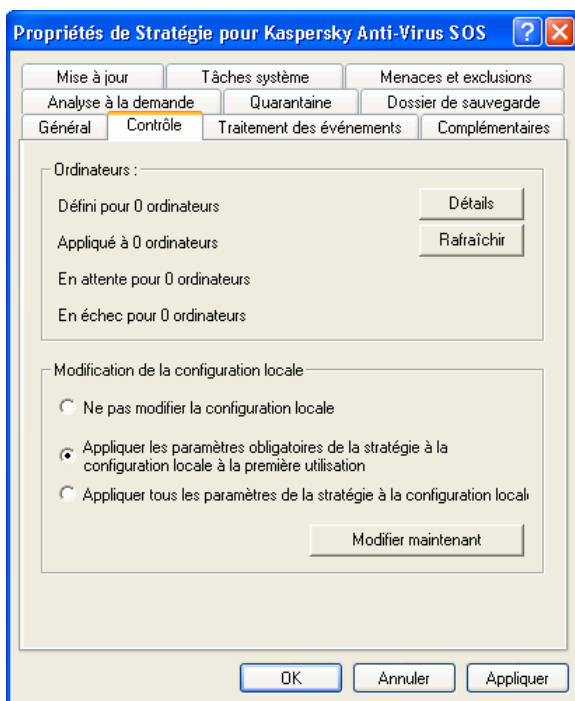 Propriétés de Stratégie pour Kaspersky Anti-Virus SOS
Mise à jour Tâches système Menaces et exclusions
Analyse à la demande Quarantaine Dossier de sauvegarde
Général Contrôle Traitement des événements Complémentaires
Ordinateurs :
Défini pour 0 ordinateurs Détails
Appliqué à 0 ordinateurs Rafraîchir
En attente pour 0 ordinateurs
En échec pour 0 ordinateurs
Modification de la configuration locale
Ne pas modifier la configuration locale
Appliquer les paramètres obligatoires de la stratégie à la
configuration locale à la première utilisation
Appliquer tous les paramètres de la stratégie à la configuration locale
Modifier maintenant
OK Annuler Appliquer